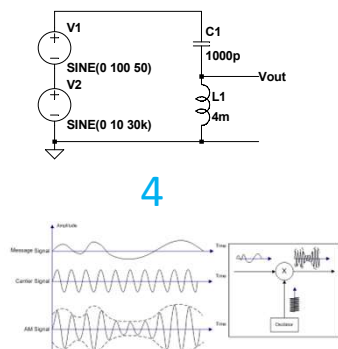 V1
SINE(0 100 50)
V2
SINE(0 10 30k)
C1
1000p
Vout
L1
4m
4
Amplitude
Message Signal
Time
Carrier Signal
Time
AM Signal
Time
X
Oscillator